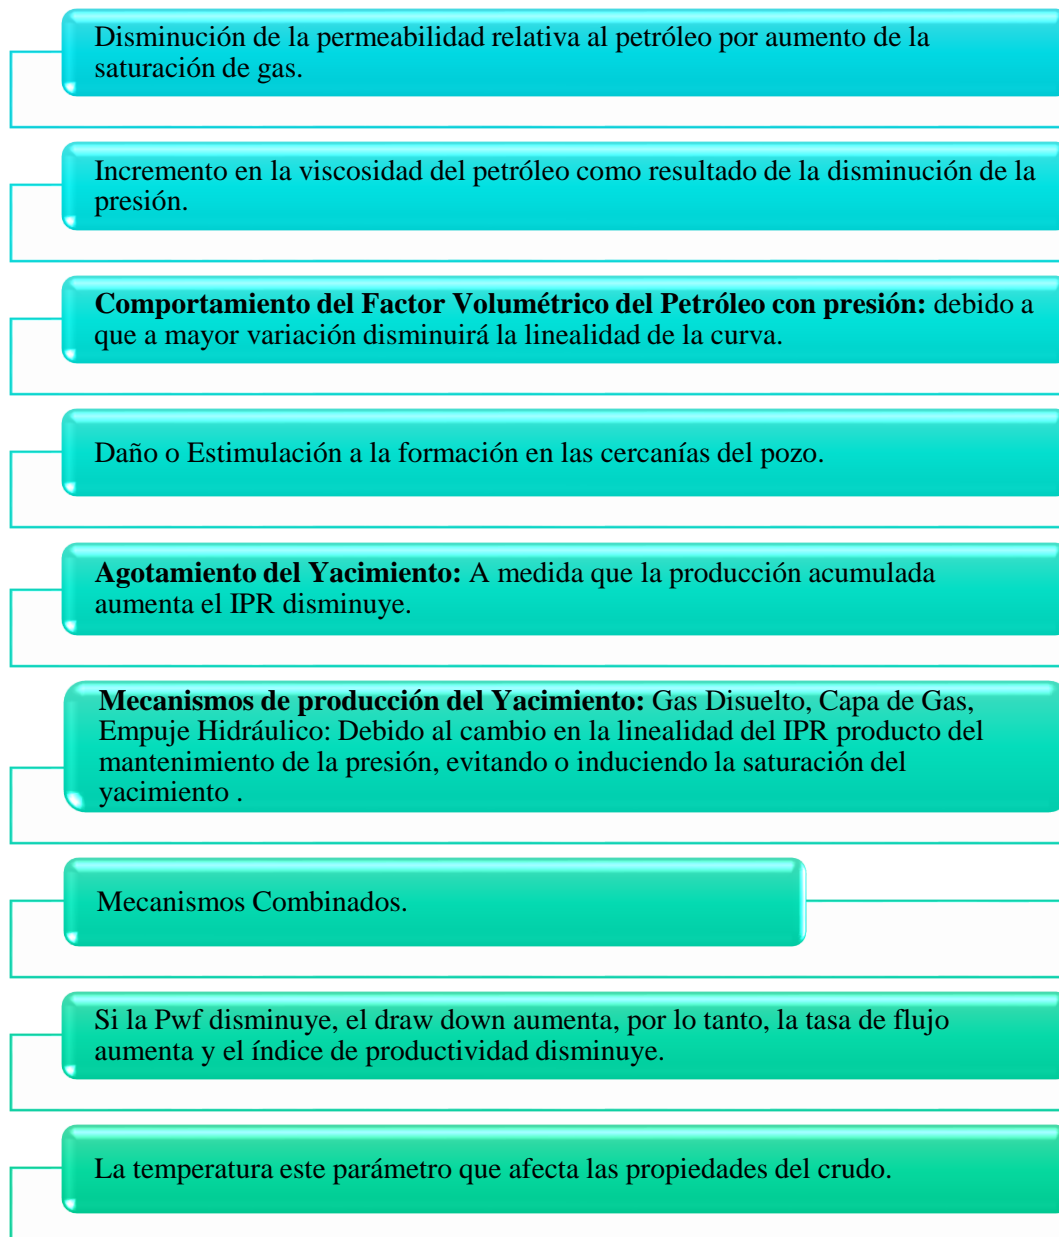 Disminución de la permeabilidad relativa al petróleo por aumento de la
saturación de gas.
Incremento en la viscosidad del petróleo como resultado de la disminución de la
presión.
Comportamiento del Factor Volumétrico del Petróleo con presión: debido a
que a mayor variación disminuirá la linealidad de la curva.
Daño o Estimulación a la formación en las cercanías del pozo.
Agotamiento del Yacimiento: A medida que la producción acumulada
aumenta el IPR disminuye.
Mecanismos de producción del Yacimiento: Gas Disuelto, Capa de Gas,
Empuje Hidráulico: Debido al cambio en la linealidad del IPR producto del
mantenimiento de la presión, evitando o induciendo la saturación del
yacimiento .
Mecanismos Combinados.
Si la Pwf disminuye, el draw down aumenta, por lo tanto, la tasa de flujo
aumenta y el índice de productividad disminuye.
La temperatura este parámetro que afecta las propiedades del crudo.